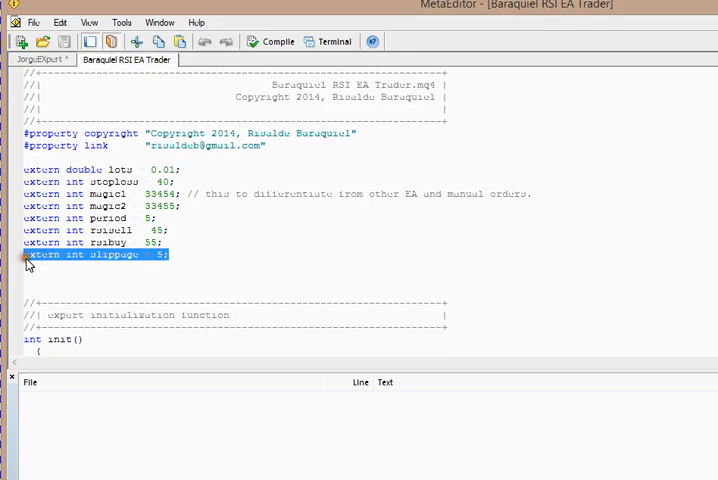 MetaEditor - [Baraquiel RSI EA Trader]
File Edit View Tools Window Help
Compile Terminal
JorgeEXpert * Baraquiel RSI EA Trader
//+------------------------------------------------------------------+
//| Baraquiel RSI EA Trader.mq4 |
//| Copyright 2014, Risalde Baraquiel |
//| |
//+------------------------------------------------------------------+
#property copyright "Copyright 2014, Risalde Baraquiel"
#property link "risaldeb@gmail.com"
extern double lots = 0.01;
extern int stoploss = 40;
extern int magic1 = 33454; // this to differentiate from other EA and manual orders.
extern int magic2 = 33455;
extern int period = 5;
extern int rsisell = 45;
extern int rsibuy = 55;
extern int slippage = 5;
//+------------------------------------------------------------------+
//| expert initialization function |
//+------------------------------------------------------------------+
int init()
{
File Line Text